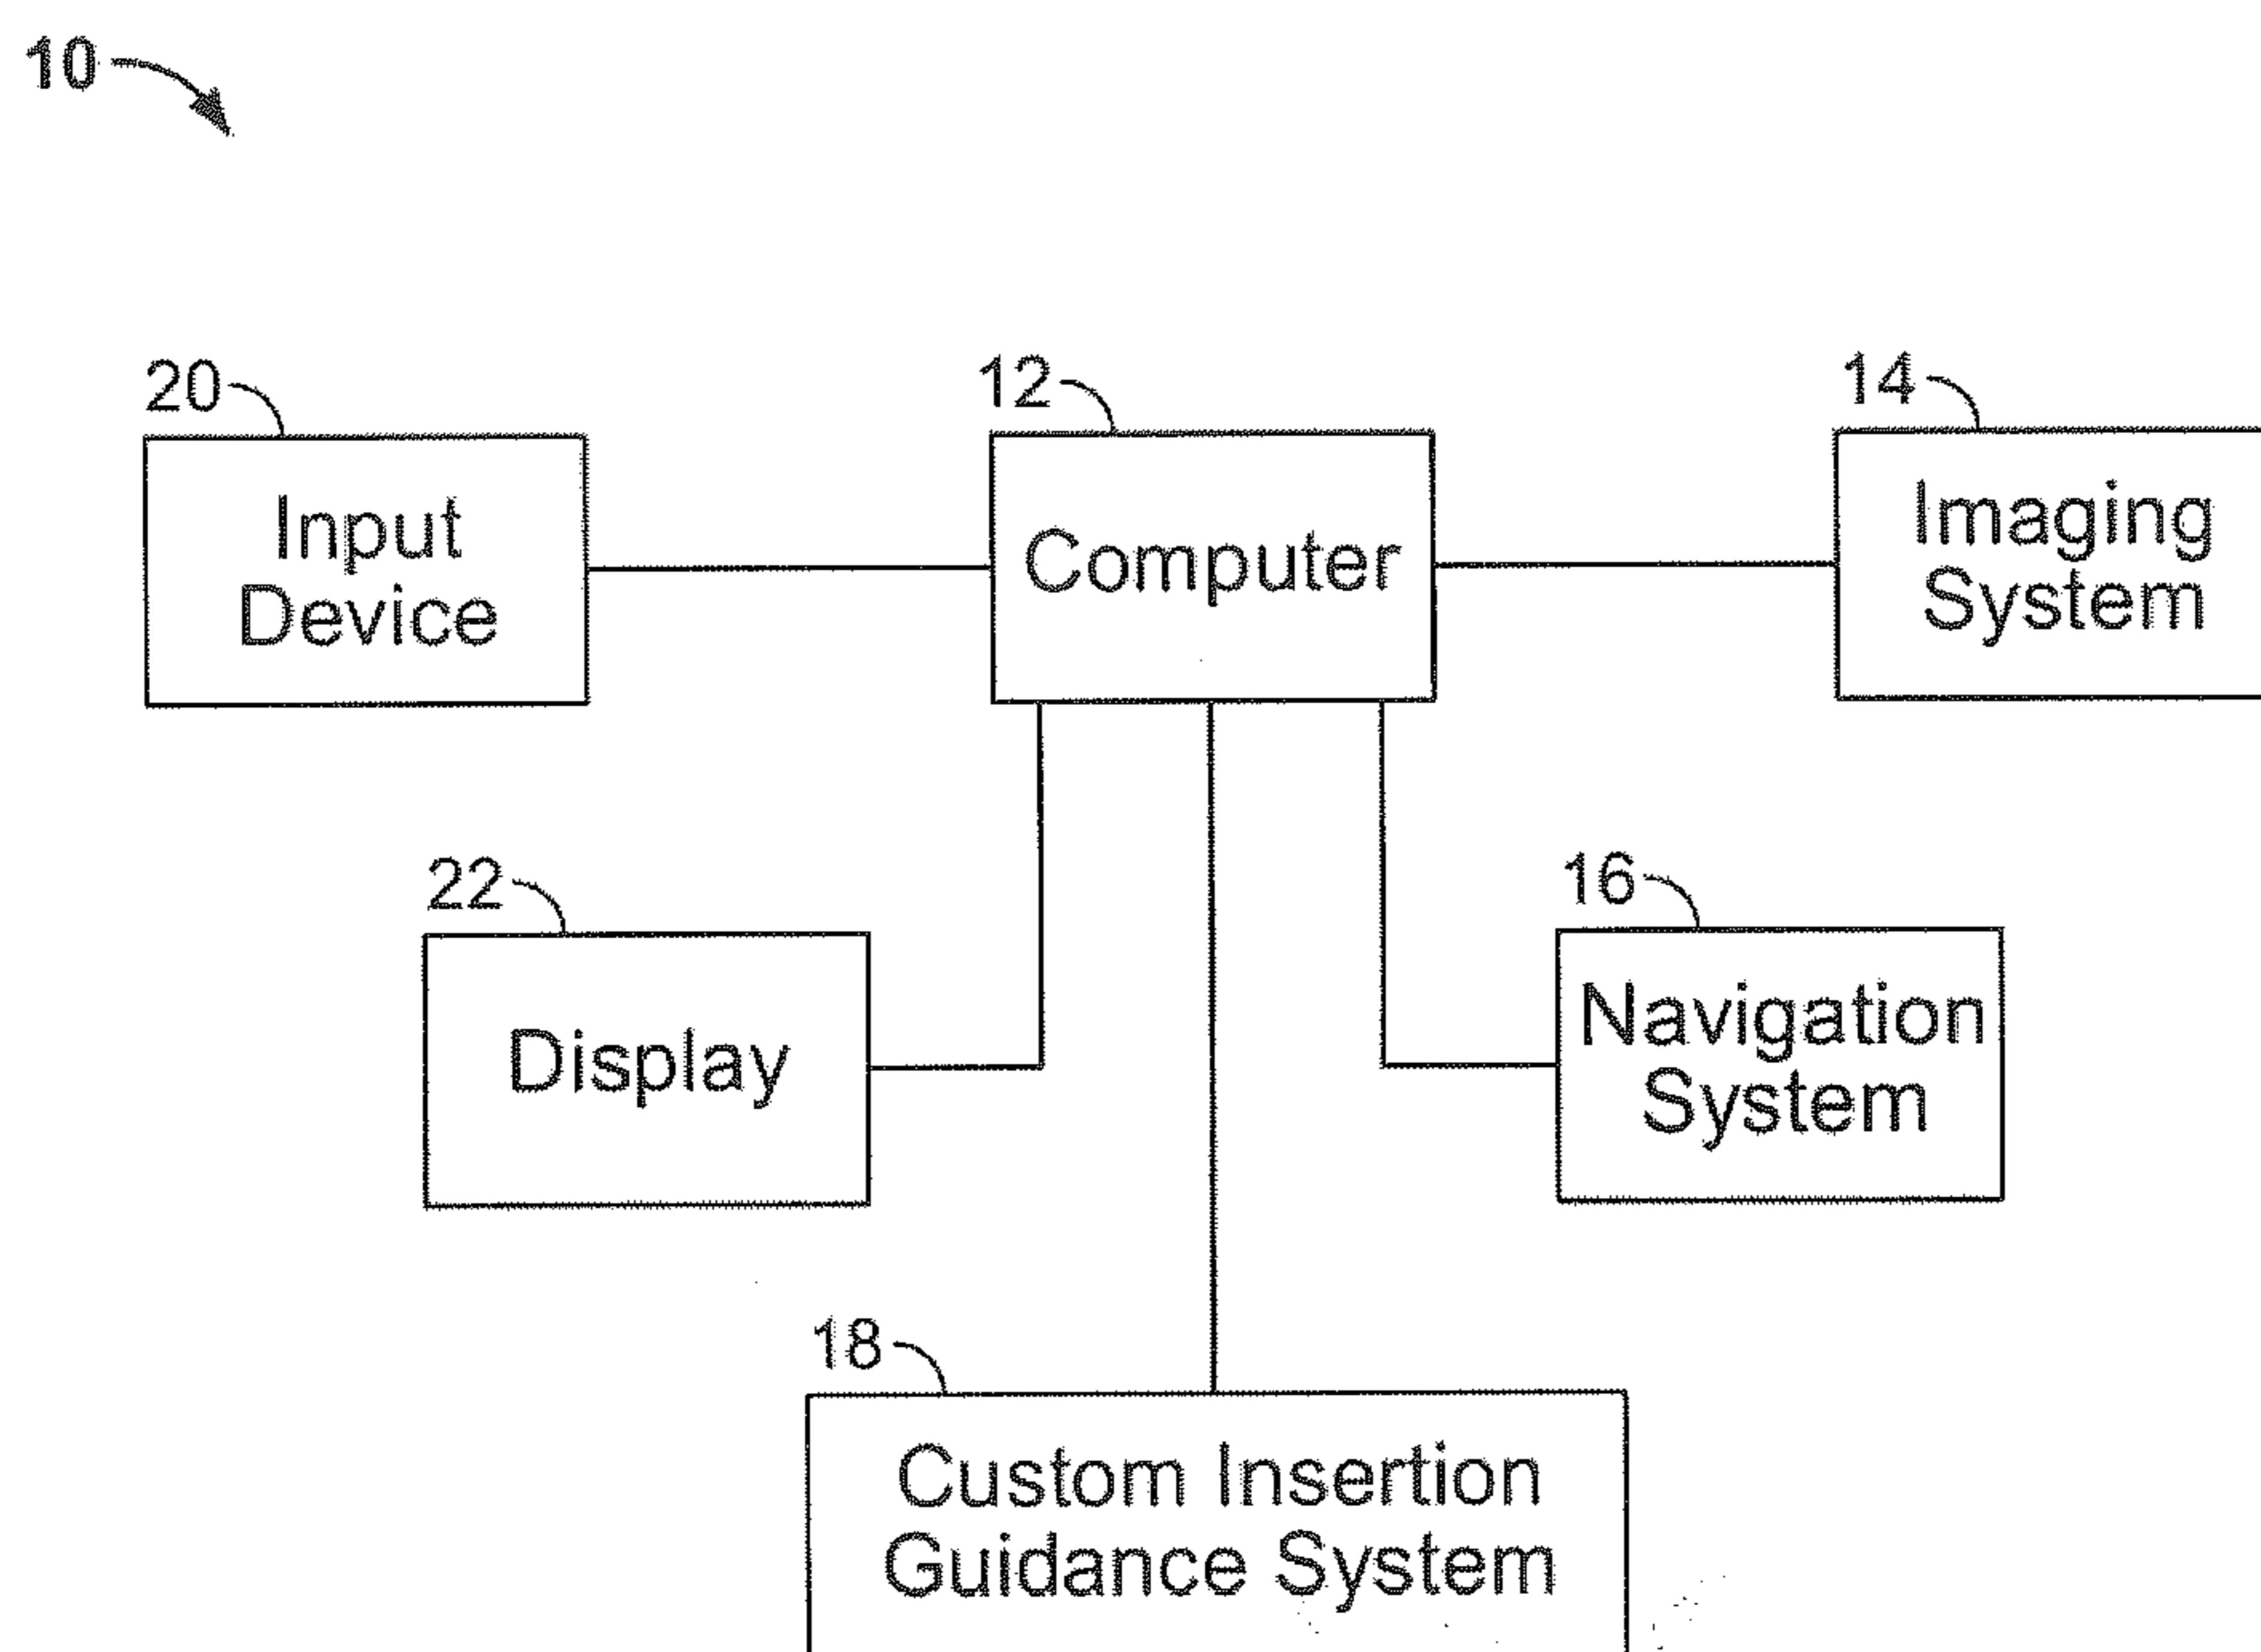 10
20
12
14
Input
Device
Computer
Imaging
System
22
16
Display
Navigation
System
18
Custom Insertion
Guidance System